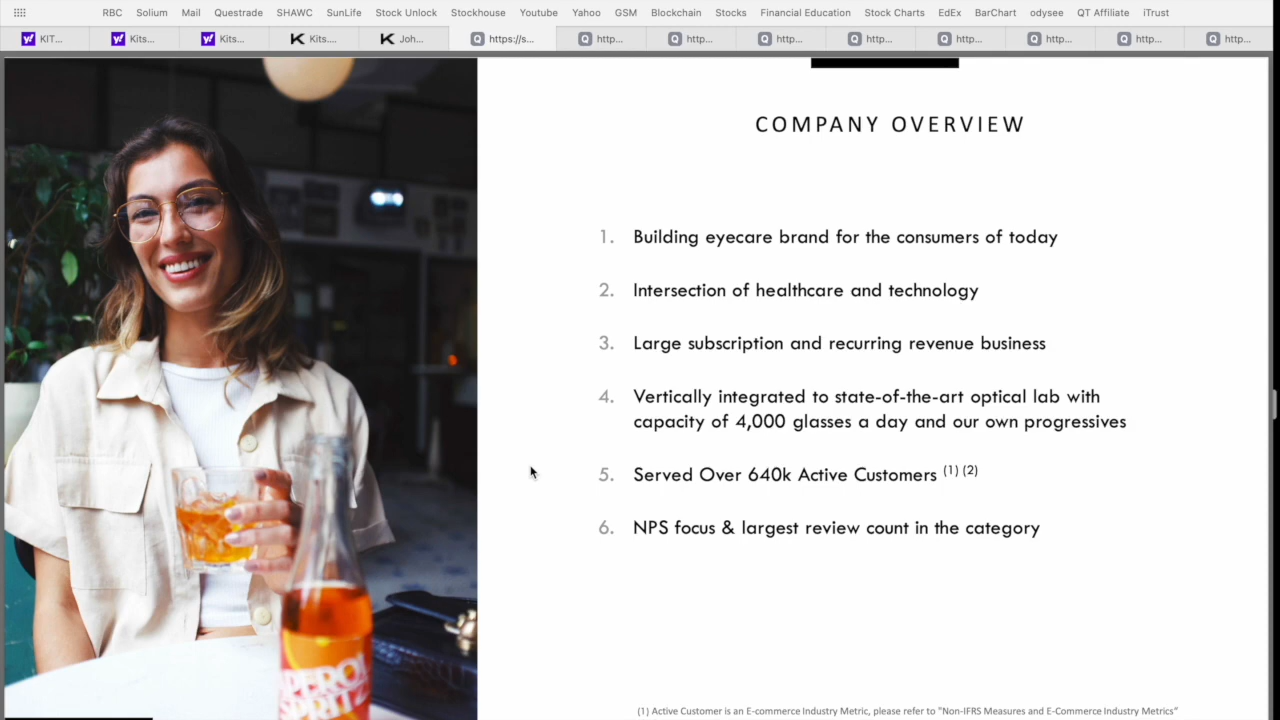 RBC Solium Mail Questrade SHAWC SunLife Stock Unlock Stockhouse Youtube Yahoo GSM Blockchain Stocks Financial Education Stock Charts EdEx BarChart odysee QT Affiliate iTrust
y! KIT... y! Kits... y! Kits... K Kits.... K Joh... Q https://s... Q http... Q http... Q http... Q http... Q http... Q http... Q http... Q http...
COMPANY OVERVIEW
1. Building eyecare brand for the consumers of today
2. Intersection of healthcare and technology
3. Large subscription and recurring revenue business
4. Vertically integrated to state-of-the-art optical lab with
capacity of 4,000 glasses a day and our own progressives
5. Served Over 640k Active Customers (1) (2)
6. NPS focus & largest review count in the category
SPRITZ
(1) Active Customer is an E-commerce Industry Metric, please refer to "Non-IFRS Measures and E-Commerce Industry Metrics"